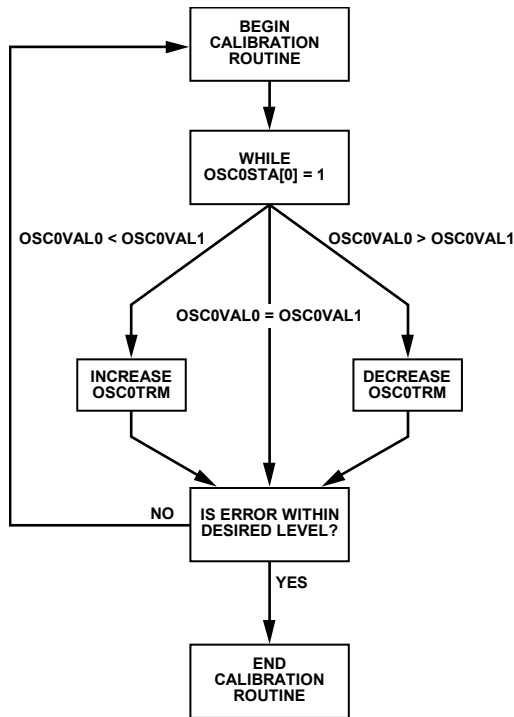 BEGIN
CALIBRATION
ROUTINE
WHILE
OSC0STA[0] = 1
OSC0VAL0 < OSC0VAL1
OSC0VAL0 > OSC0VAL1
OSC0VAL0 = OSC0VAL1
INCREASE
OSC0TRM
DECREASE
OSC0TRM
NO
IS ERROR WITHIN
DESIRED LEVEL?
YES
END
CALIBRATION
ROUTINE